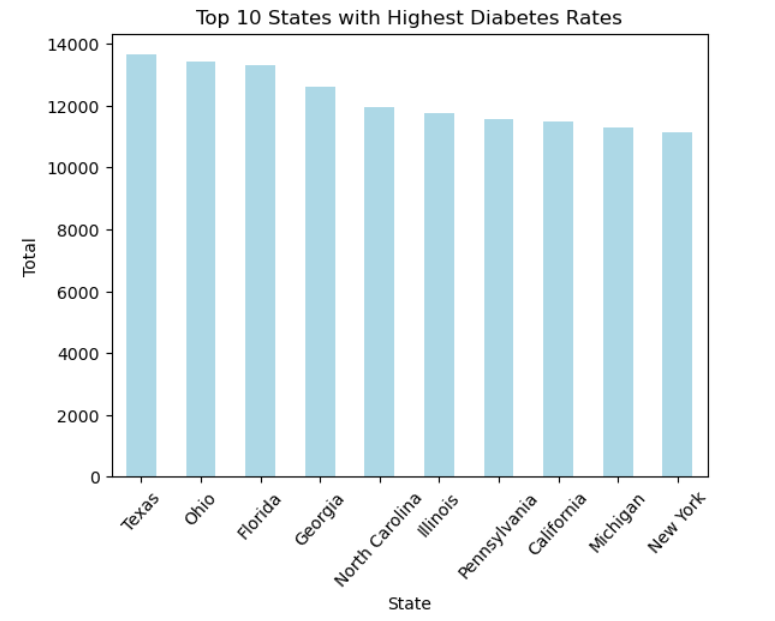 Top 10 States with Highest Diabetes Rates
14000
12000
10000
8000
6000
4000
2000
0
Total
Texas
Ohio
Florida
Georgia
North Carolina
Illinois
Pennsylvania
California
Michigan
New York
State